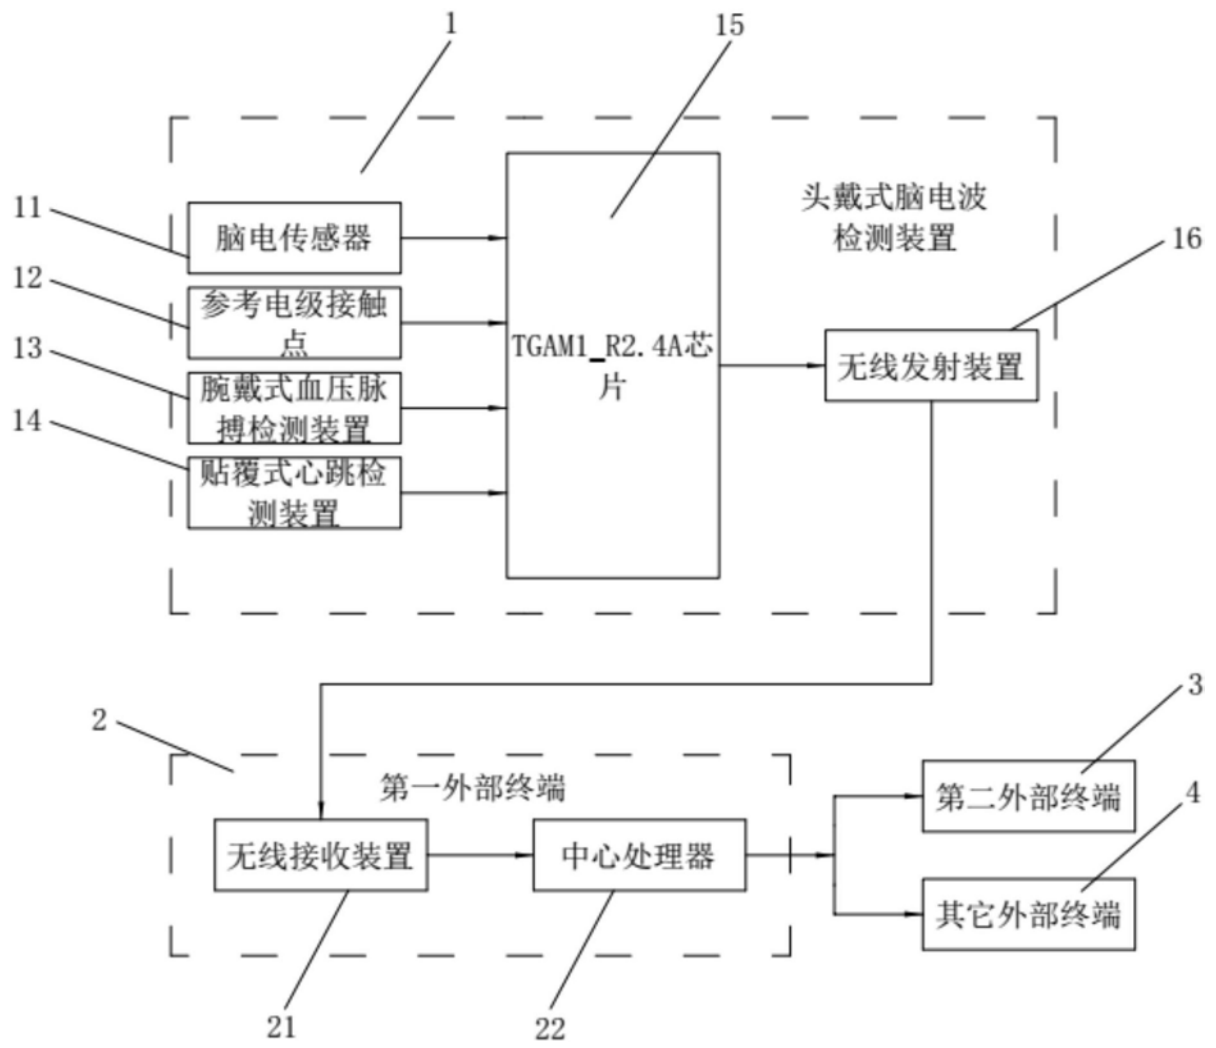 1
15
11
脑电传感器
12
参考电级接触
点
13
腕戴式血压脉
搏检测装置
14
贴覆式心跳检
测装置
TGAM1_R2.4A芯
片
头戴式脑电波
检测装置
16
无线发射装置
2
第一外部终端
无线接收装置
中心处理器
21
22
3
第二外部终端
4
其它外部终端